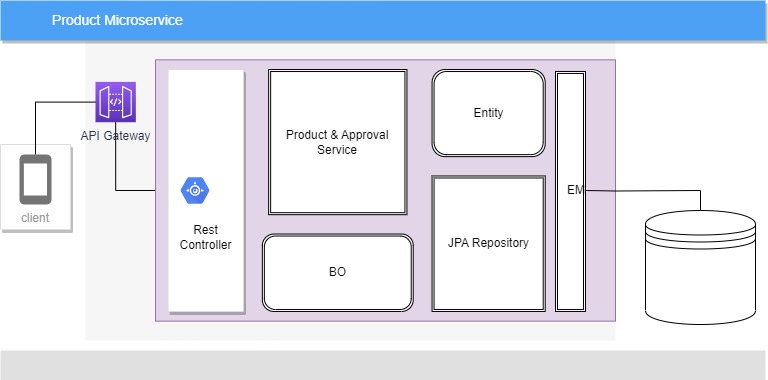 Product Microservice
API Gateway
client
Rest
Controller
Product & Approval
Service
BO
Entity
JPA Repository
EM